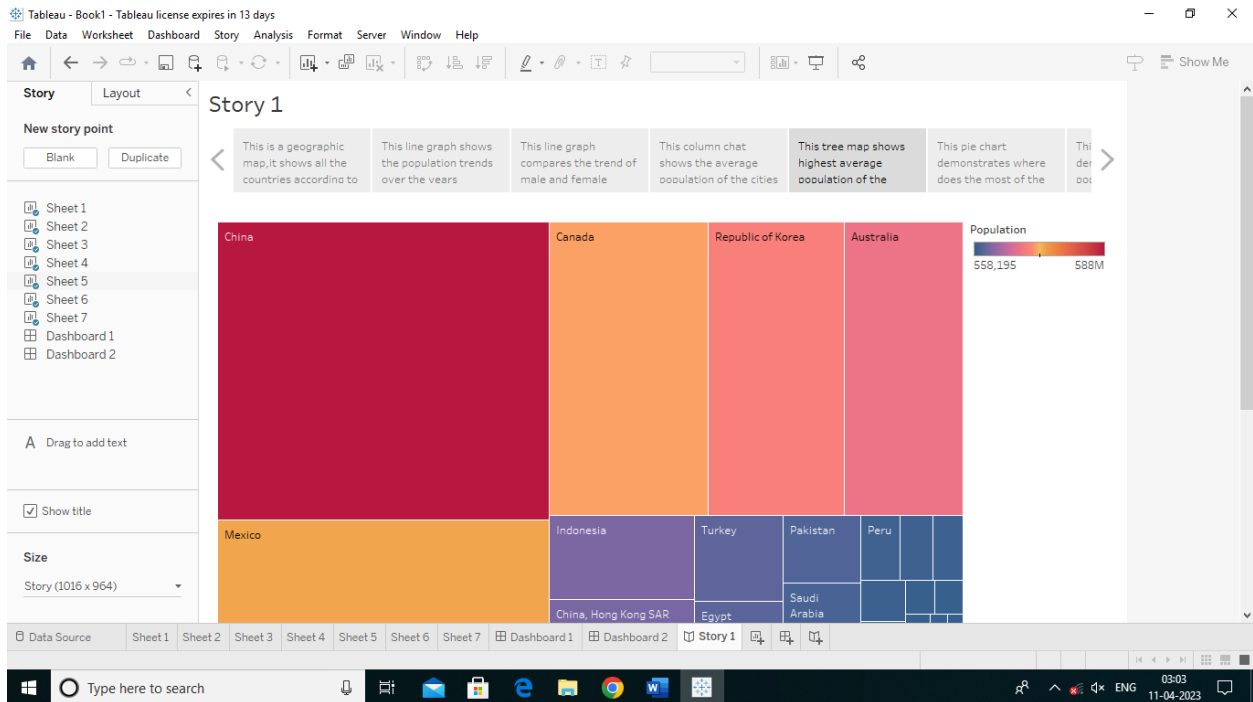 Tableau - Book1 - Tableau license expires in 13 days
File Data Worksheet Dashboard Story Analysis Format Server Window Help
Show Me
Story Layout
New story point
Blank Duplicate
Sheet 1
Sheet 2
Sheet 3
Sheet 4
Sheet 5
Sheet 6
Sheet 7
Dashboard 1
Dashboard 2
A Drag to add text
Show title
Size
Story (1016 x 964)
Story 1
This is a geographic
map,it shows all the
countries according to
This line graph shows
the population trends
over the years
This line graph
compares the trend of
male and female
This column chat
shows the average
population of the cities
This tree map shows
highest average
population of the
This pie chart
demonstrates where
does the most of the
Thi
der
China
Canada
Republic of Korea
Australia
Mexico
Indonesia
Turkey
Pakistan
Peru
China, Hong Kong SAR
Egypt
Saudi
Arabia
Population
558,195 588M
Data Source Sheet 1 Sheet 2 Sheet 3 Sheet 4 Sheet 5 Sheet 6 Sheet 7 Dashboard 1 Dashboard 2 Story 1
Type here to search
ENG
03:03
11-04-2023